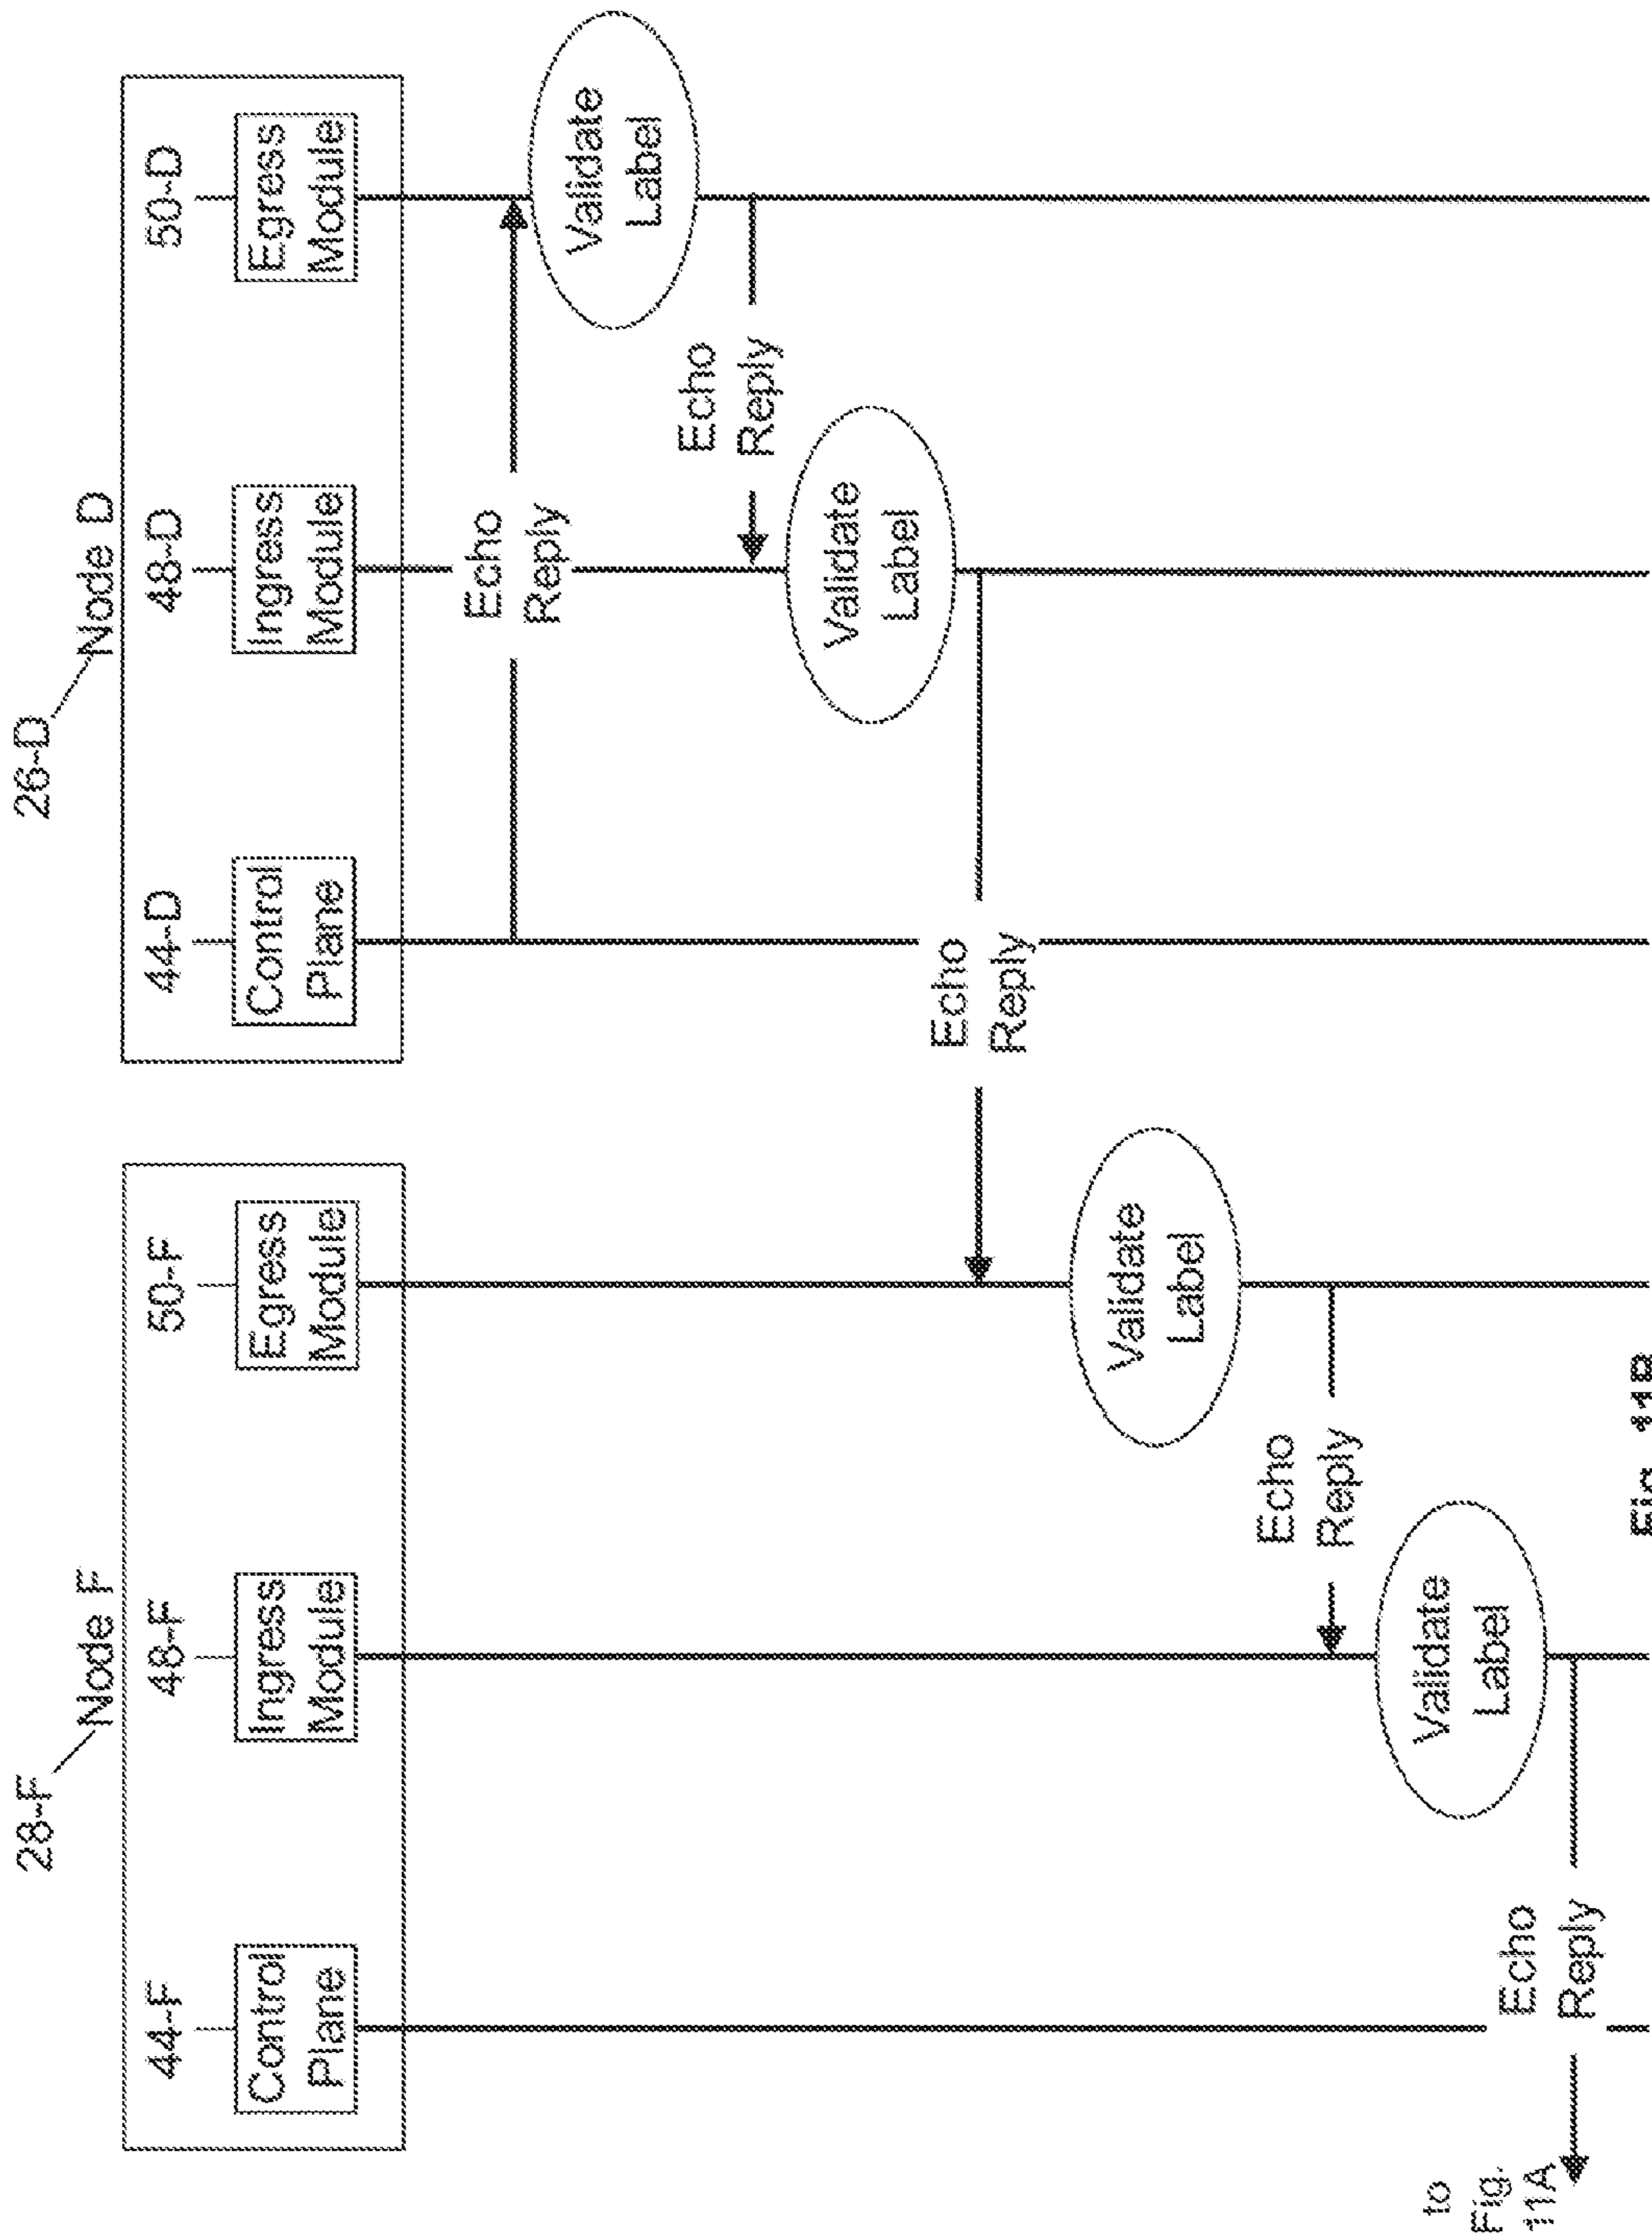 28-F
26-D
Node F
Node D
44-F
48-F
50-F
44-D
48-D
50-D
Control
Plane
Ingress
Module
Egress
Module
Control
Plane
Ingress
Module
Egress
Module
Echo
Reply
Validate
Label
Echo
Reply
Validate
Label
Echo
Reply
Validate
Label
Echo
Reply
Validate
Label
to
Fig.
11A
Echo
Reply
Fig. 11B